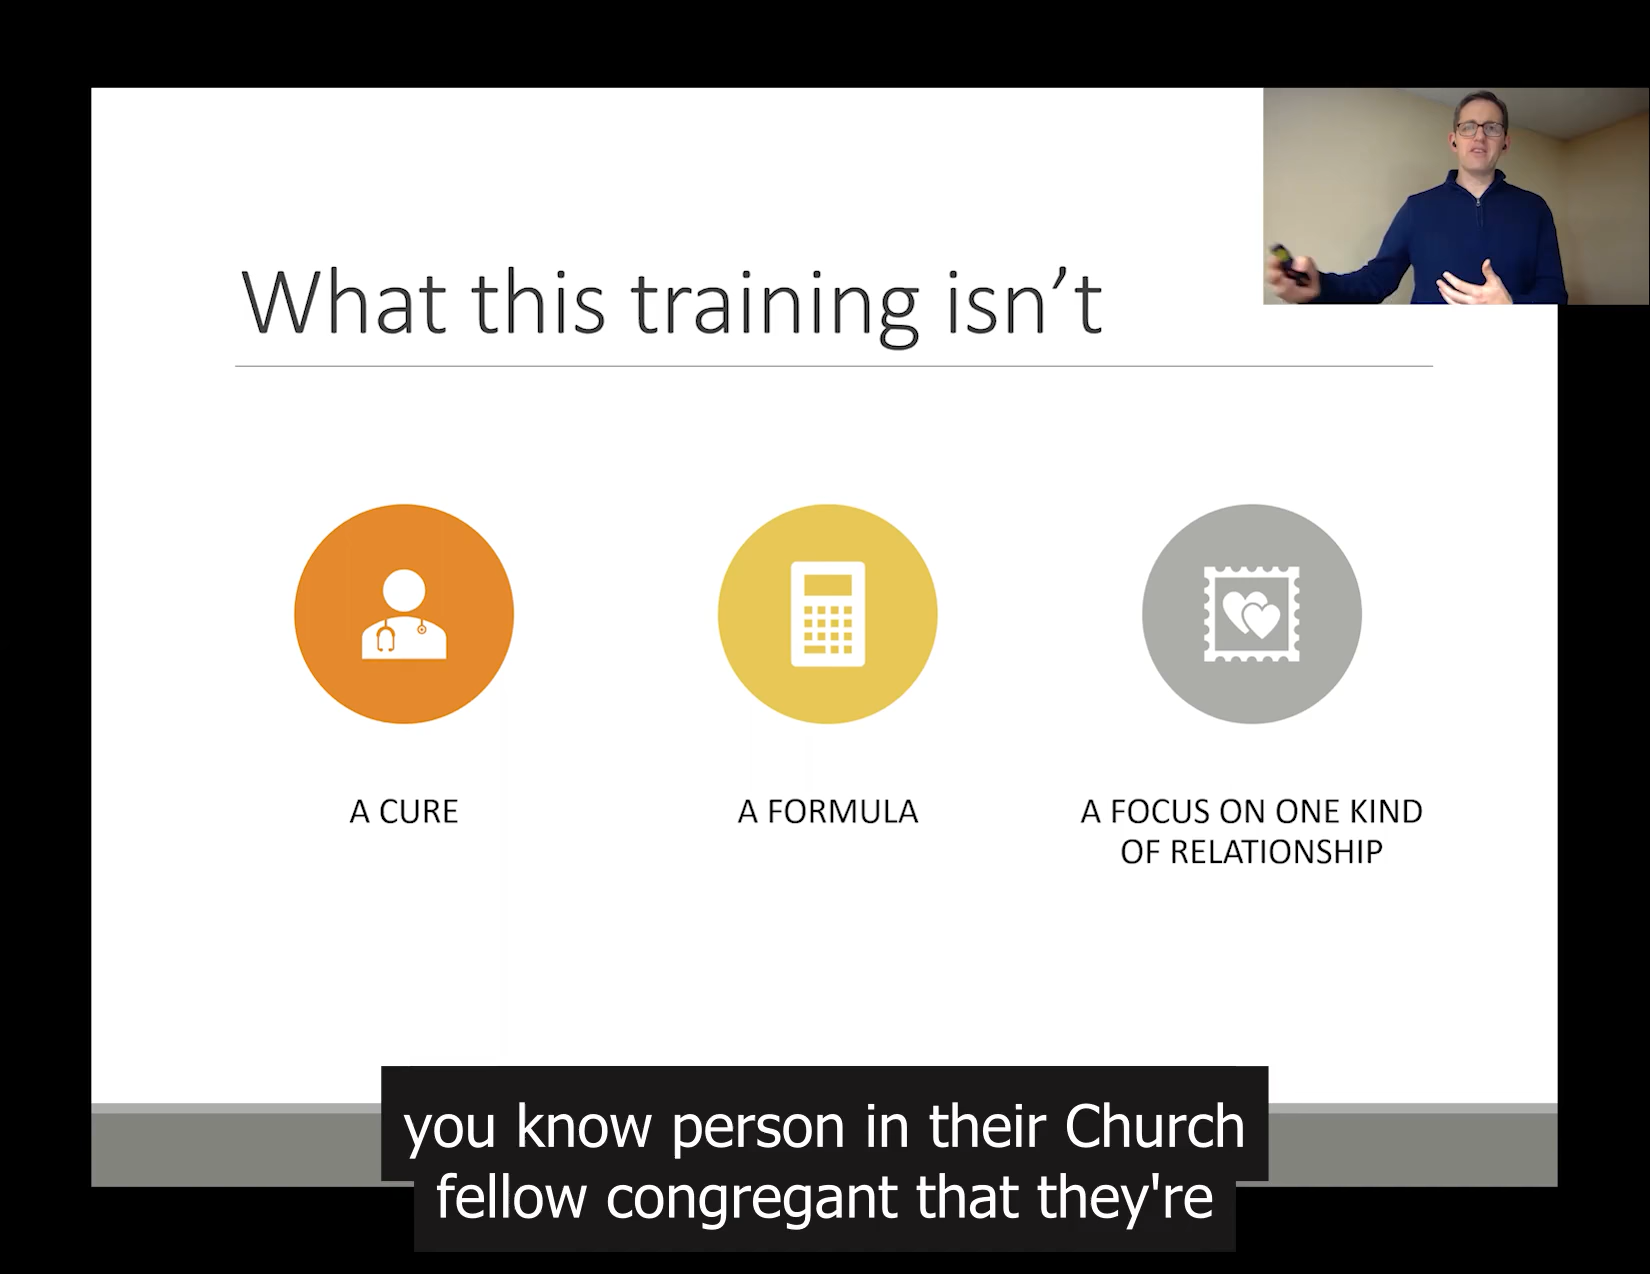 What this training isn’t
A CURE
A FORMULA
A FOCUS ON ONE KIND
OF RELATIONSHIP
you know person in their Church
fellow congregant that they're